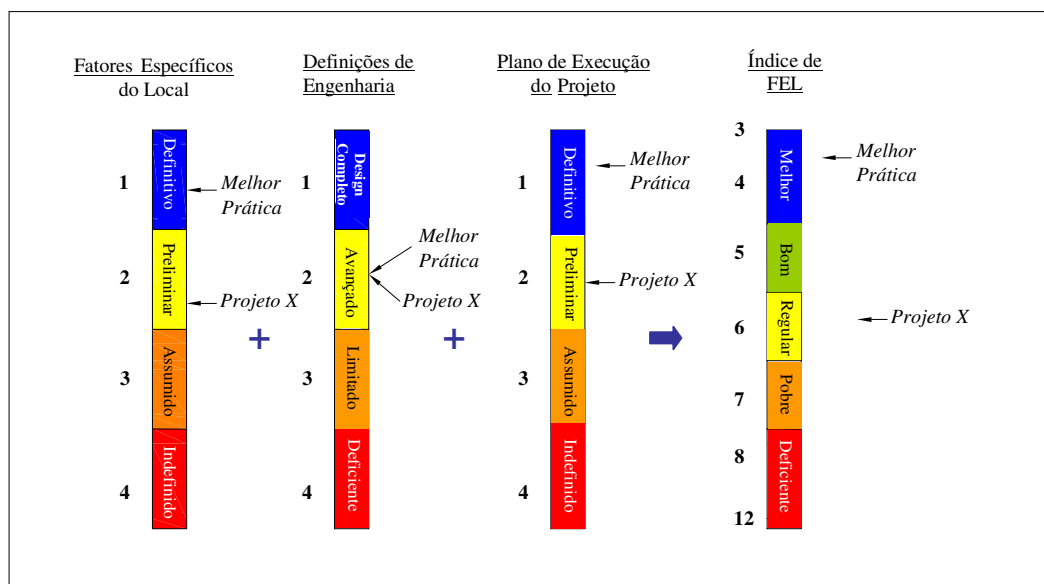 Fatores Específicos
do Local
1
2
3
4
Definitivo
Preliminar
Assumido
Indefinido
Melhor
Prática
Projeto X
+
Definições de
Engenharia
1
2
3
4
Design
Completo
Avançado
Limitado
Deficiente
Melhor
Prática
Projeto X
+
Plano de Execução
do Projeto
1
2
3
4
Definitivo
Preliminar
Assumido
Indefinido
Melhor
Prática
Projeto X
Índice de
FEL
3
4
5
6
7
8
12
Melhor
Bom
Regular
Pobre
Deficiente
Melhor
Prática
Projeto X